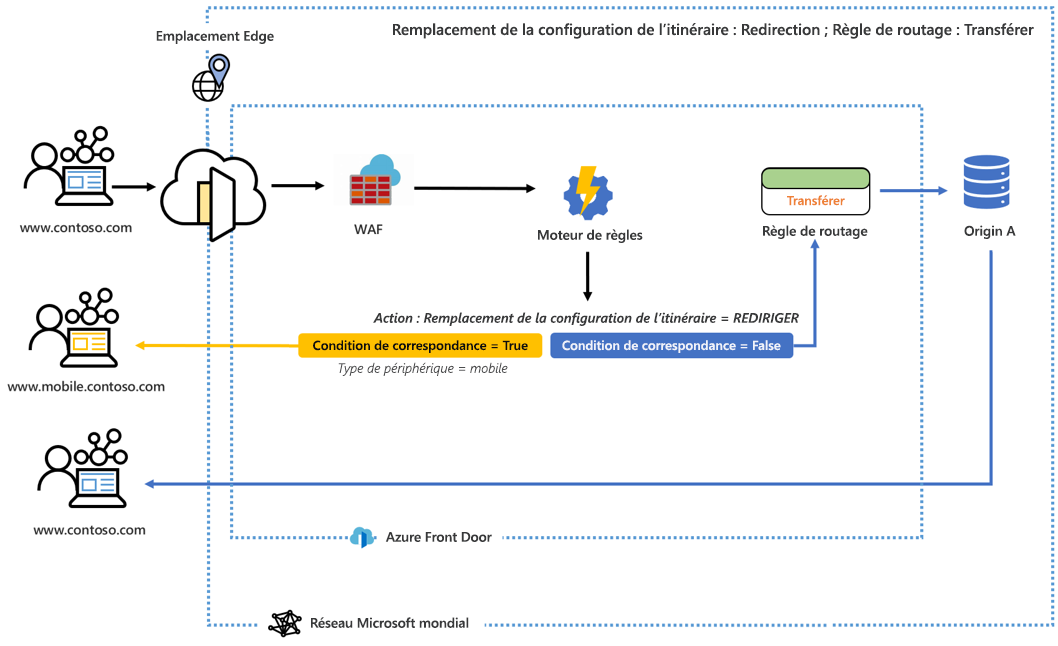 Remplacement de la configuration de l’itinéraire : Redirection ; Règle de routage : Transférer
Emplacement Edge
www.contoso.com
WAF
Moteur de règles
Transférer
Règle de routage
Origin A
Action : Remplacement de la configuration de l’itinéraire = REDIRIGER
Condition de correspondance = True
Condition de correspondance = False
Type de périphérique = mobile
www.mobile.contoso.com
www.contoso.com
Azure Front Door
Réseau Microsoft mondial